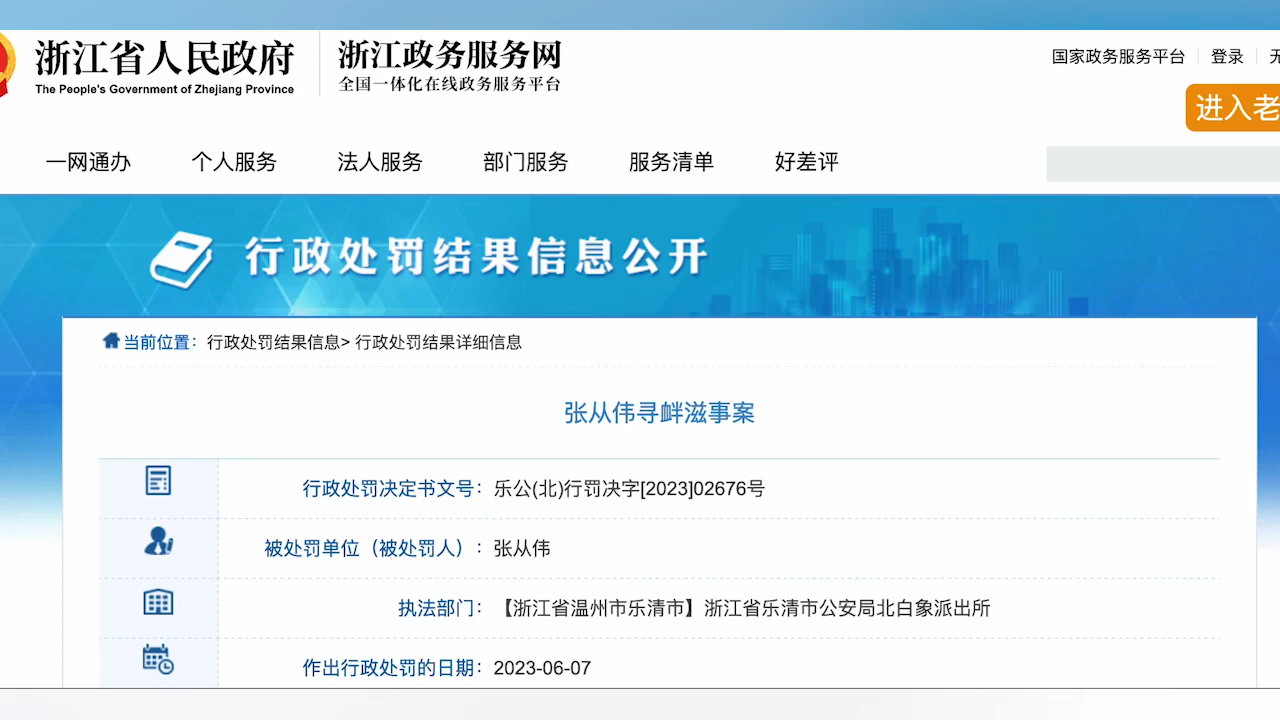 浙江省人民政府
The People's Government of Zhejiang Province
浙江政务服务网
全国一体化在线政务服务平台
国家政务服务平台 登录 无
进入老
一网通办 个人服务 法人服务 部门服务 服务清单 好差评
行政处罚结果信息公开
当前位置：行政处罚结果信息> 行政处罚结果详细信息
张从伟寻衅滋事案
行政处罚决定书文号：乐公(北)行罚决字[2023]02676号
被处罚单位（被处罚人）：张从伟
执法部门：【浙江省温州市乐清市】浙江省乐清市公安局北白象派出所
作出行政处罚的日期：2023-06-07